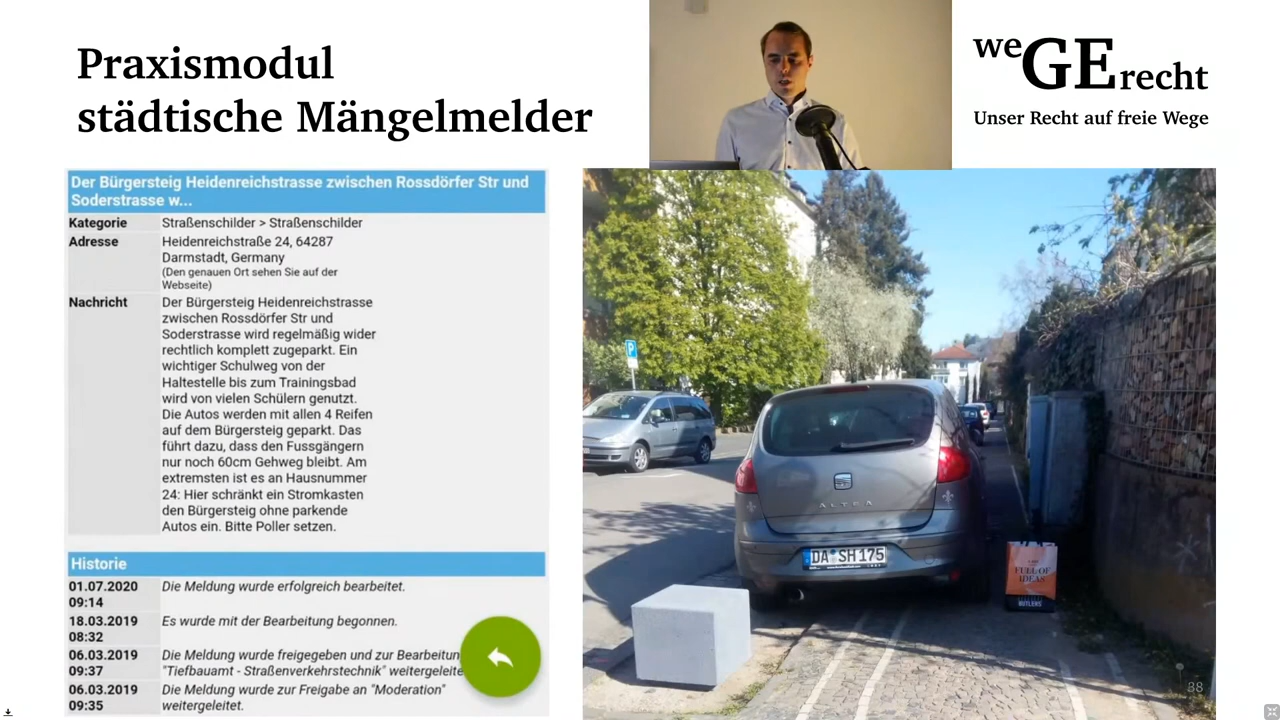 Praxismodul
städtische Mängelmelder
weGErecht
Unser Recht auf freie Wege
Der Bürgersteig Heidenreichstrasse zwischen Rossdörfer Str und
Soderstrasse w...
Kategorie Straßenschilder > Straßenschilder
Adresse Heidenreichstraße 24, 64287
Darmstadt, Germany
(Den genauen Ort sehen Sie auf der
Webseite)
Nachricht Der Bürgersteig Heidenreichstrasse
zwischen Rossdörfer Str und
Soderstrasse wird regelmäßig wider
rechtlich komplett zugeparkt. Ein
wichtiger Schulweg von der
Haltestelle bis zum Trainingsbad
wird von vielen Schülern genutzt.
Die Autos werden mit allen 4 Reifen
auf dem Bürgersteig geparkt. Das
führt dazu, dass den Fussgängern
nur noch 60cm Gehweg bleibt. Am
extremsten ist es an Hausnummer
24: Hier schränkt ein Stromkasten
den Bürgersteig ohne parkende
Autos ein. Bitte Poller setzen.
Historie
01.07.2020 Die Meldung wurde erfolgreich bearbeitet.
09:14
18.03.2019 Es wurde mit der Bearbeitung begonnen.
08:32
06.03.2019 Die Meldung wurde freigegeben und zur Bearbeitun
09:37 "Tiefbauamt - Straßenverkehrstechnik" weitergeleite
06.03.2019 Die Meldung wurde zur Freigabe an "Moderation"
09:35 weitergeleitet.
P
ALTEA
DA SH 175
FULL OF
IDEAS
38